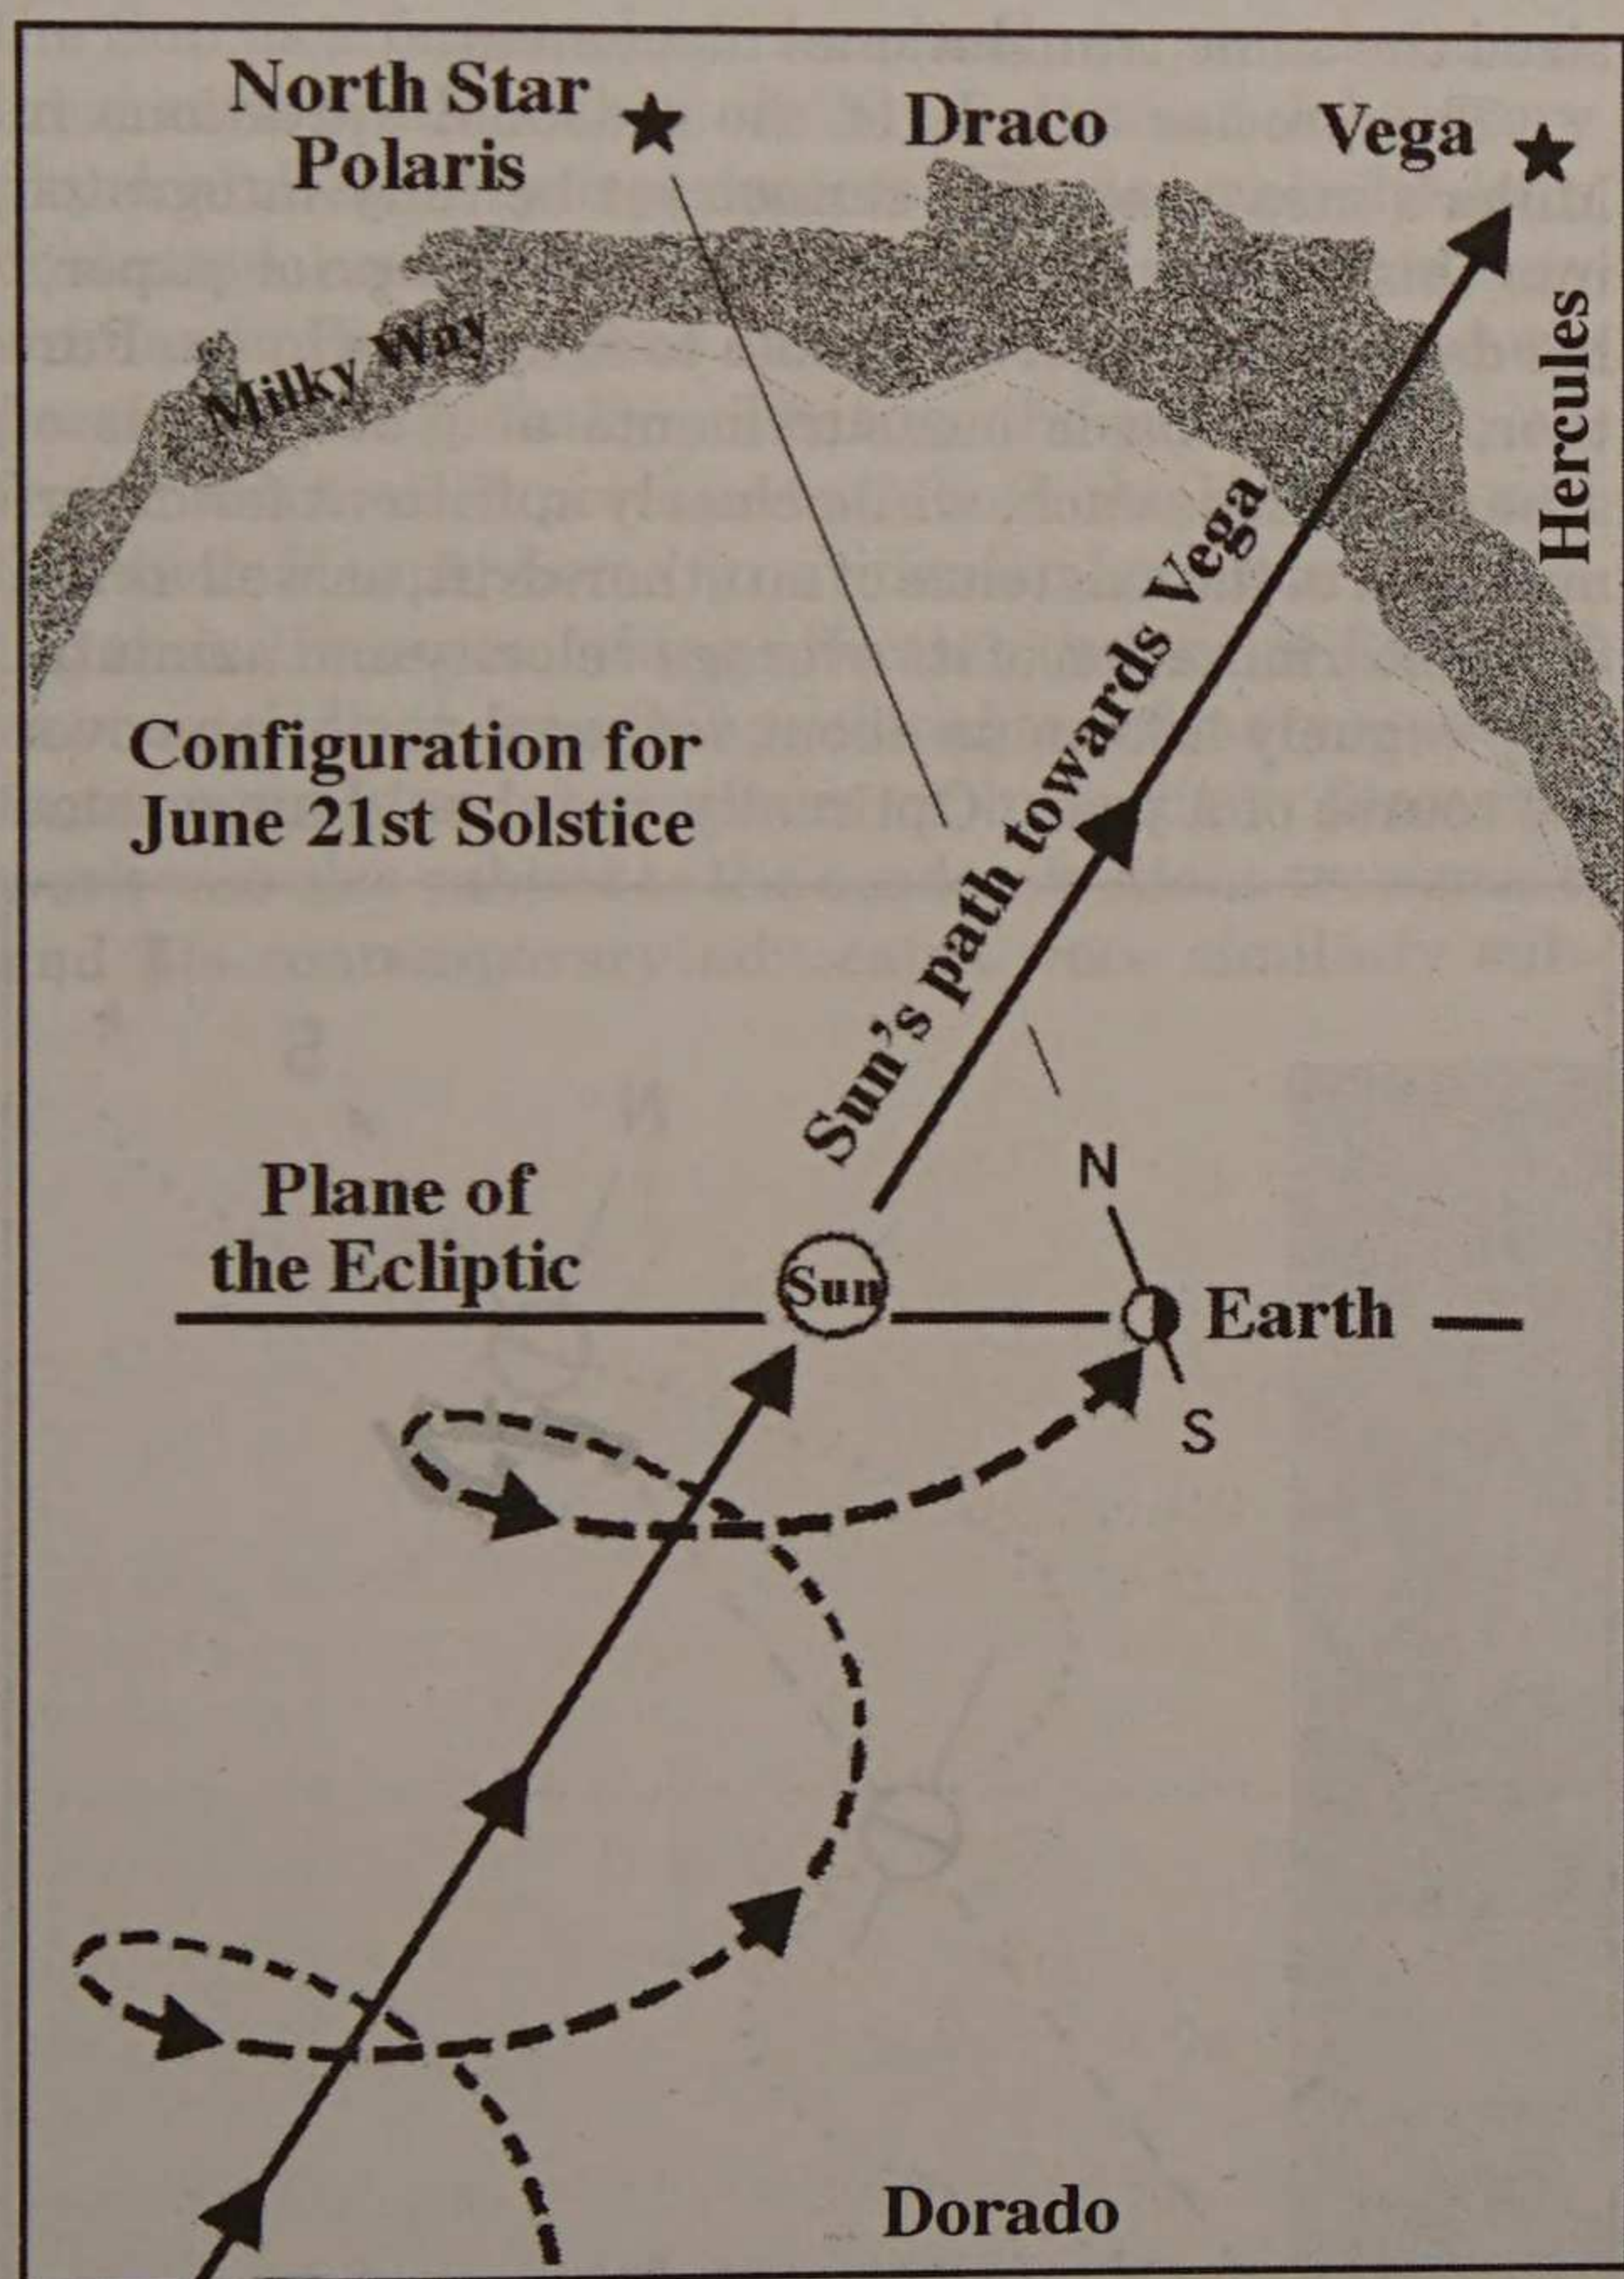 North Star
Polaris
Draco
Vega
Milky Way
Hercules
Configuration for
June 21st Solstice
Sun's path towards Vega
Plane of
the Ecliptic
Sun
N
Earth
S
Dorado